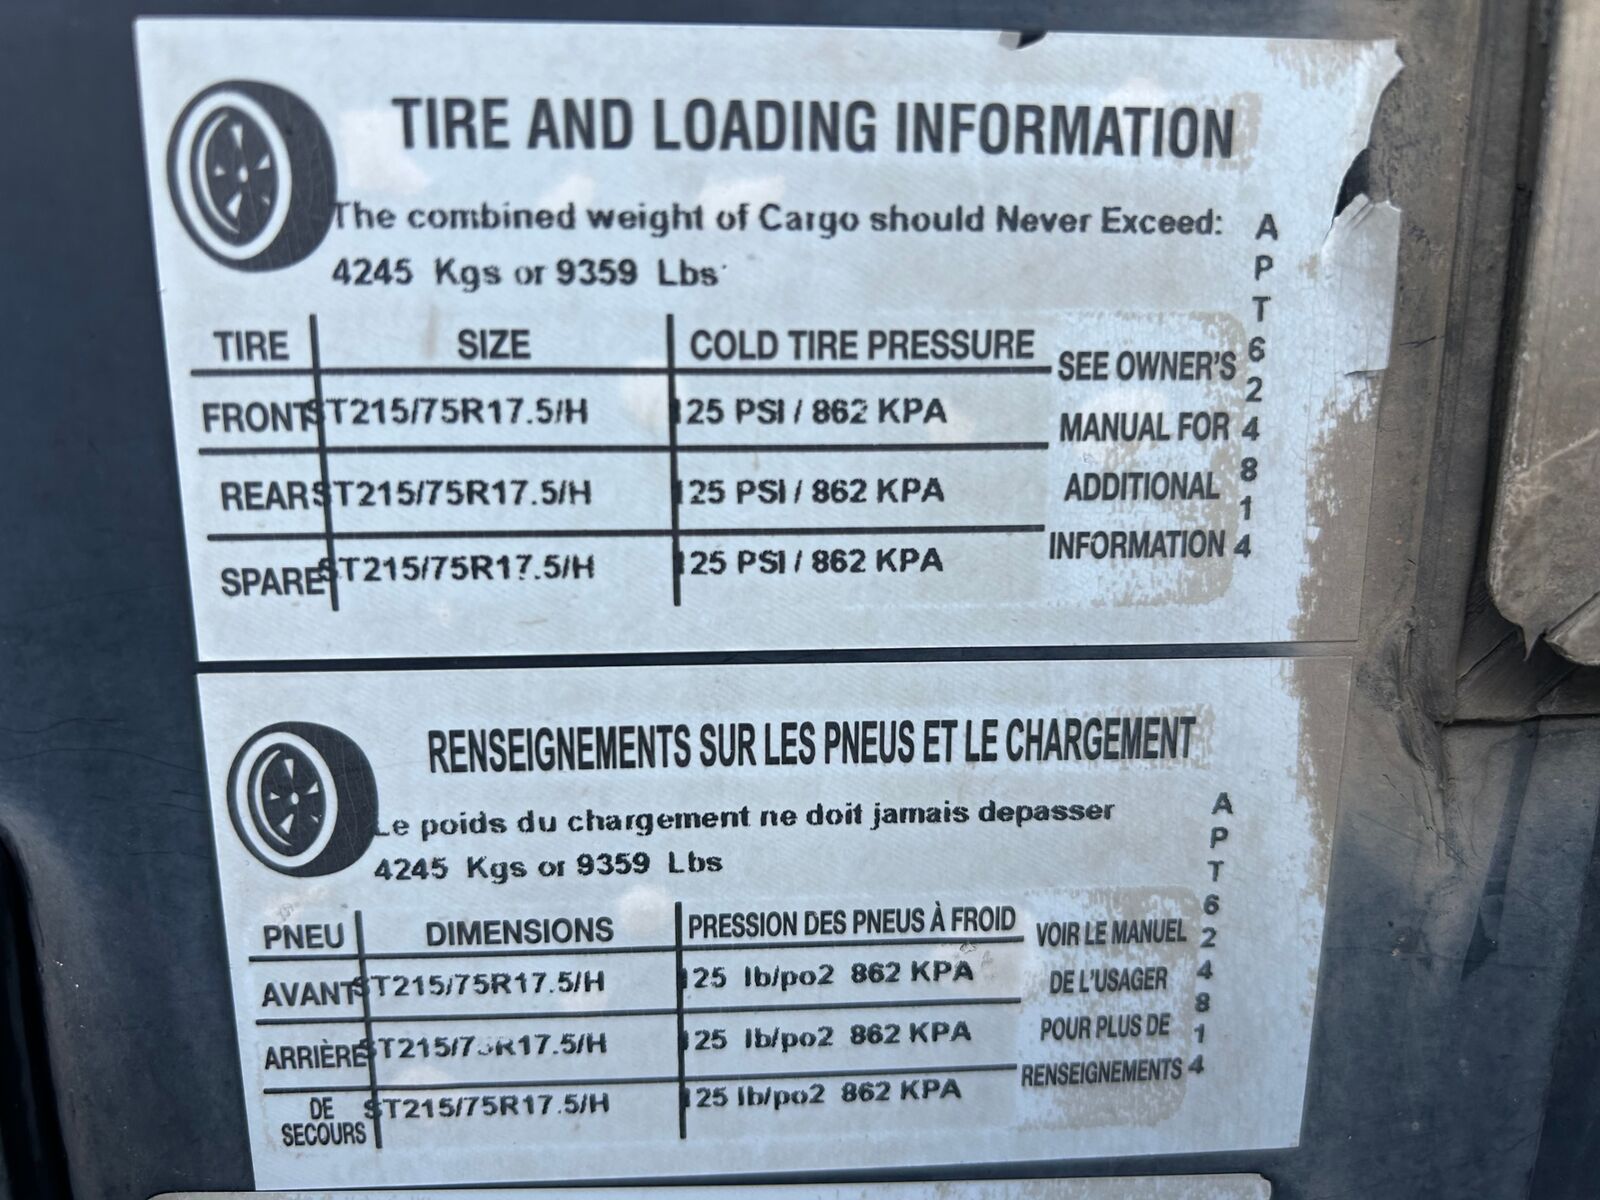 TIRE AND LOADING INFORMATION
The combined weight of Cargo should Never Exceed:
4245 Kgs or 9359 Lbs
TIRE SIZE COLD TIRE PRESSURE
FRONT ST215/75R17.5/H 125 PSI / 862 KPA
REAR ST215/75R17.5/H 125 PSI / 862 KPA
SPARE ST215/75R17.5/H 125 PSI / 862 KPA
SEE OWNER'S
MANUAL FOR
ADDITIONAL
INFORMATION
APT624814
RENSEIGNEMENTS SUR LES PNEUS ET LE CHARGEMENT
Le poids du chargement ne doit jamais depasser
4245 Kgs or 9359 Lbs
PNEU DIMENSIONS PRESSION DES PNEUS À FROID
AVANT ST215/75R17.5/H 125 lb/po2 862 KPA
ARRIÈRE ST215/75R17.5/H 125 lb/po2 862 KPA
DE
SECOURS ST215/75R17.5/H 125 lb/po2 862 KPA
VOIR LE MANUEL
DE L'USAGER
POUR PLUS DE
RENSEIGNEMENTS
APT624814